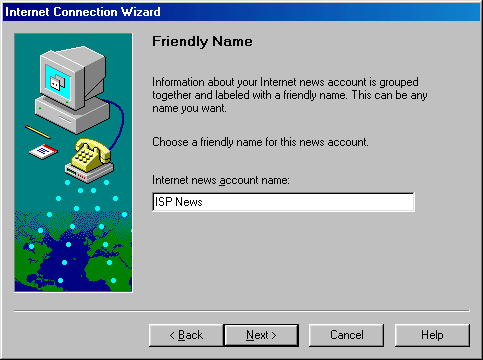 Internet Connection Wizard
Friendly Name
Information about your Internet news account is grouped
together and labeled with a friendly name. This can be any
name you want.
Choose a friendly name for this news account.
Internet news account name:
ISP News
< Back
Next >
Cancel
Help